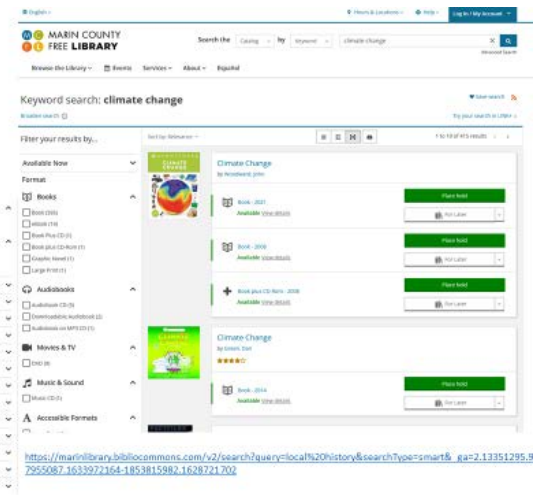 English
Hours & Locations
Help
Log In / My Account
MARIN COUNTY
FREE LIBRARY
Search the Catalog by Keyword climate change
Advanced Search
Browse the Library
Events
Services
About
Español
Keyword search: climate change
Save search
Broaden search
Try your search in LINK+
Filter your results by...
Sort by: Relevance
1 to 10 of 415 results
Available Now
Format
Books
Book (365)
eBook (19)
Book Plus CD (1)
Book plus CD-Rom (1)
Graphic Novel (1)
Large Print (1)
Audiobooks
Audiobook CD (3)
Downloadable Audiobook (2)
Audiobook on MP3 CD (1)
Movies & TV
DVD (8)
Music & Sound
Music CD (1)
Accessible Formats
CLIMATE
CHANGE
Climate Change
by Woodward, John
Book - 2021
Available View details
Place hold
For Later
Book - 2008
Available View details
Place hold
For Later
Book plus CD-Rom - 2008
Available View details
Place hold
For Later
Climate Change
Book - 2014
Available View details
Place hold
For Later
https://marinlibrary.bibliocommons.com/v2/search?query=local%20history&searchType=smart&_ga=2.13351295.9
7955087.1633972164-1853815982.1628721702